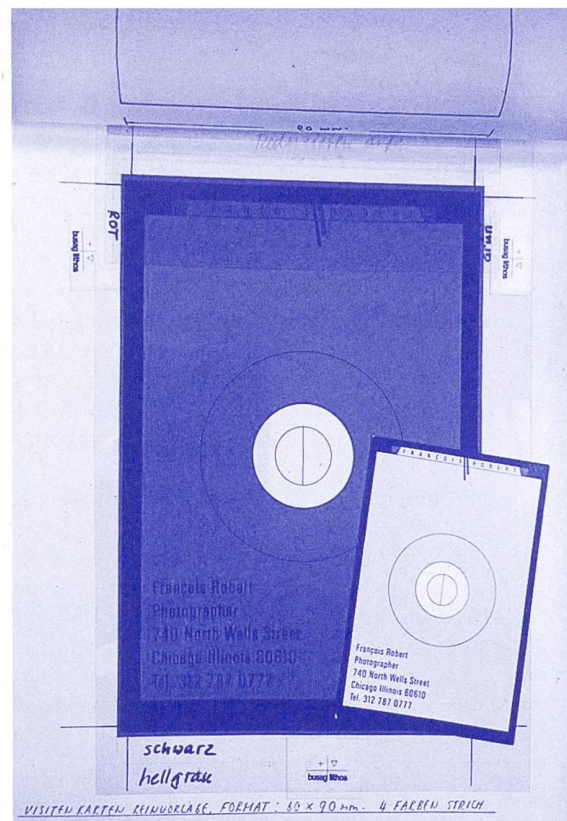 60 mm.
ROT
busag lithos
busag lithos
FRANÇOIS ROBERT
François Robert
Photographer
740 North Wells Street
Chicago Illinois 60610
Tel. 312 787 0777
François Robert
Photographer
740 North Wells Street
Chicago Illinois 60610
Tel. 312 787 0777
schwarz
hellgrau
busag lithos
VISITEN KARTEN REINVORLAGE, FORMAT: 60 x 90 mm. 4 FARBEN STRICH